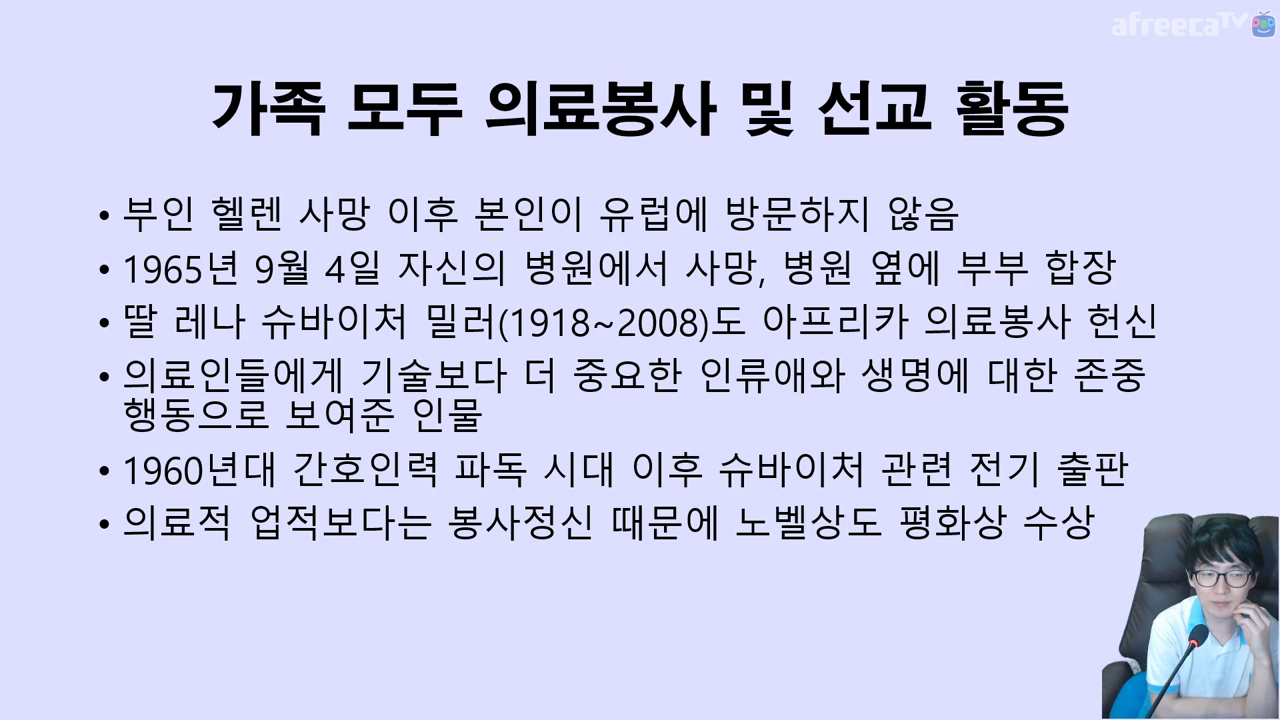 afreecaTV
가족 모두 의료봉사 및 선교 활동
• 부인 헬렌 사망 이후 본인이 유럽에 방문하지 않음
• 1965년 9월 4일 자신의 병원에서 사망, 병원 옆에 부부 합장
• 딸 레나 슈바이처 밀러(1918~2008)도 아프리카 의료봉사 헌신
• 의료인들에게 기술보다 더 중요한 인류애와 생명에 대한 존중
행동으로 보여준 인물
• 1960년대 간호인력 파독 시대 이후 슈바이처 관련 전기 출판
• 의료적 업적보다는 봉사정신 때문에 노벨상도 평화상 수상